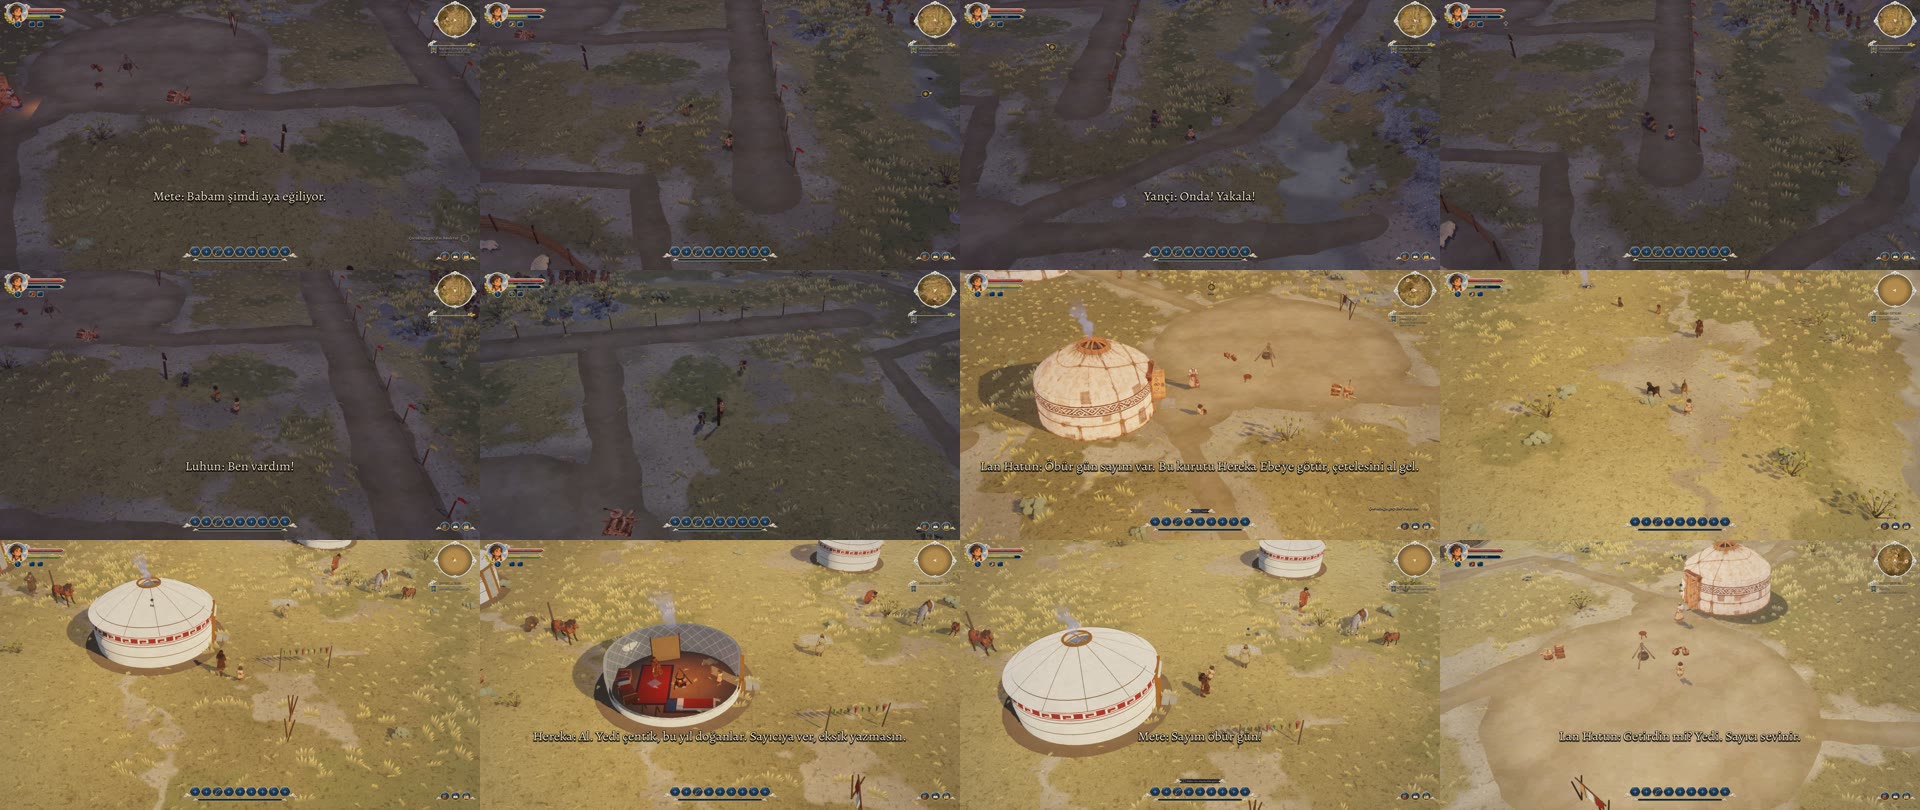 Mete: Babam şimdi aya eğiliyor.
Yançi: Onda! Yakala!
Luhun: Ben vardım!
Lan Hatun: Öbür gün sayım var. Bu kurutu Hereka Ebeye götür, çetelesini al gel.
Hereka: Al. Yedi çentik, bu yıl doğanlar. Sayıcıya ver, eksik yazmasın.
Mete: Sayım öbür gün!
Lan Hatun: Getirdin mi? Yedi. Sayıcı sevinir.